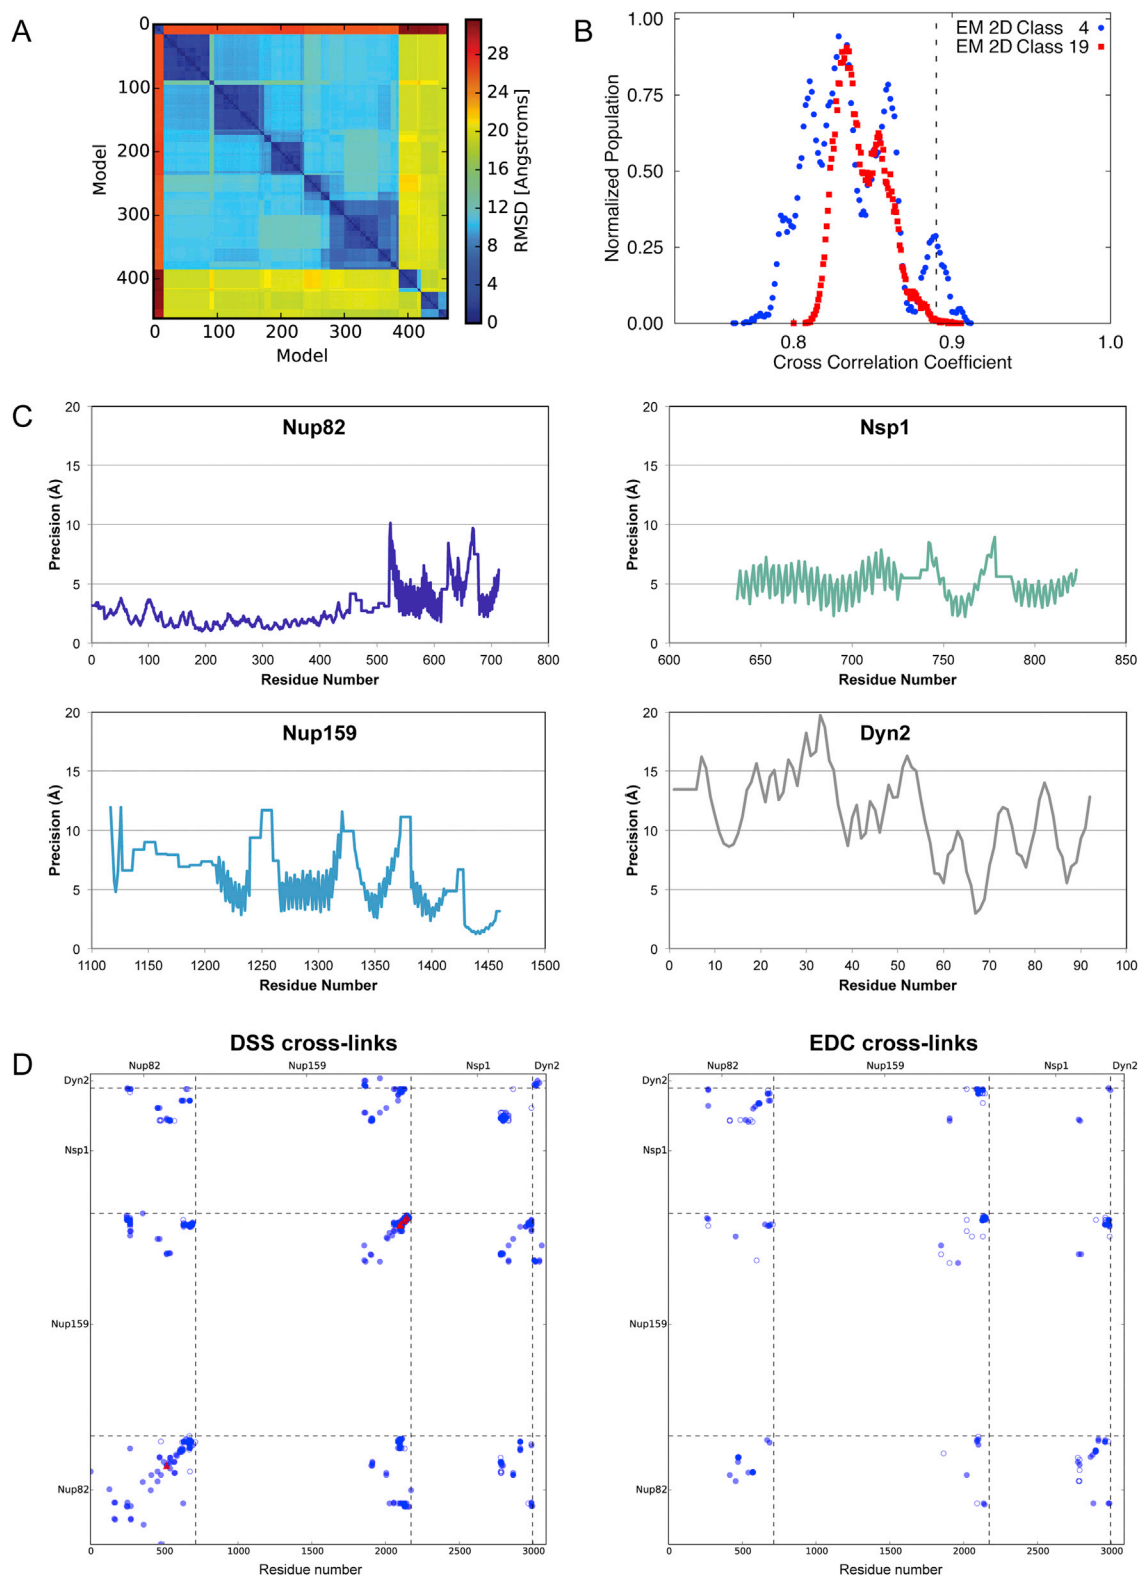 A
0
100
200
300
400
Model
0 100 200 300 400
Model
28
24
20
16
12
8
4
0
RMSD [Angstroms]
B
EM 2D Class 4
EM 2D Class 19
1.00
0.75
0.50
0.25
0.00
Normalized Population
0.8 0.9 1.0
Cross Correlation Coefficient
C
Nup82
20
15
10
5
0
Precision (Å)
0 100 200 300 400 500 600 700 800
Residue Number
Nsp1
20
15
10
5
0
Precision (Å)
600 650 700 750 800 850
Residue Number
Nup159
20
15
10
5
0
Precision (Å)
1100 1150 1200 1250 1300 1350 1400 1450 1500
Residue Number
Dyn2
20
15
10
5
0
Precision (Å)
0 10 20 30 40 50 60 70 80 90 100
Residue Number
D
DSS cross-links
Nup82 Nup159 Nsp1 Dyn2
Dyn2
Nsp1
Nup159
Nup82
0 500 1000 1500 2000 2500 3000
Residue number
EDC cross-links
Nup82 Nup159 Nsp1 Dyn2
Dyn2
Nsp1
Nup159
Nup82
0 500 1000 1500 2000 2500 3000
Residue number